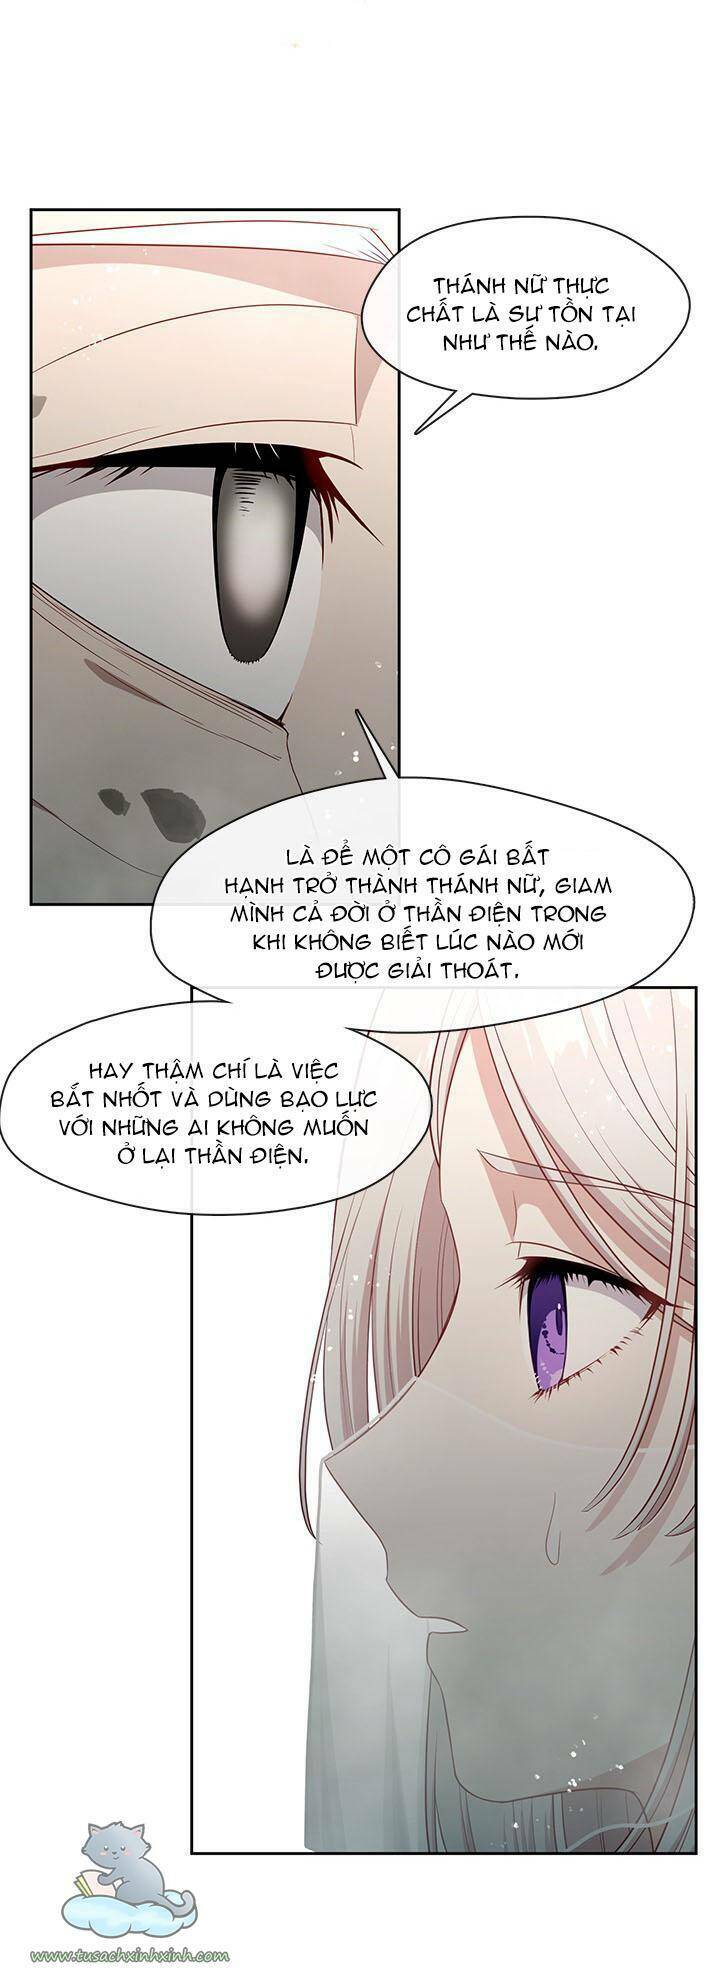 THÁNH NỮ THỰC
CHẤT LÀ SỰ TỒN TẠI
NHƯ THẾ NÀO.
LÀ ĐỂ MỘT CÔ GÁI BẤT
HẠNH TRỞ THÀNH THÁNH NỮ, GIAM
MÌNH CẢ ĐỜI Ở THẦN ĐIỆN TRONG
KHI KHÔNG BIẾT LÚC NÀO MỚI
ĐƯỢC GIẢI THOÁT.
HAY THẬM CHÍ LÀ VIỆC
BẮT NHỐT VÀ DÙNG BẠO LỰC
VỚI NHỮNG AI KHÔNG MUỐN
Ở LẠI THẦN ĐIỆN.
www.tusachxinhxinh.com